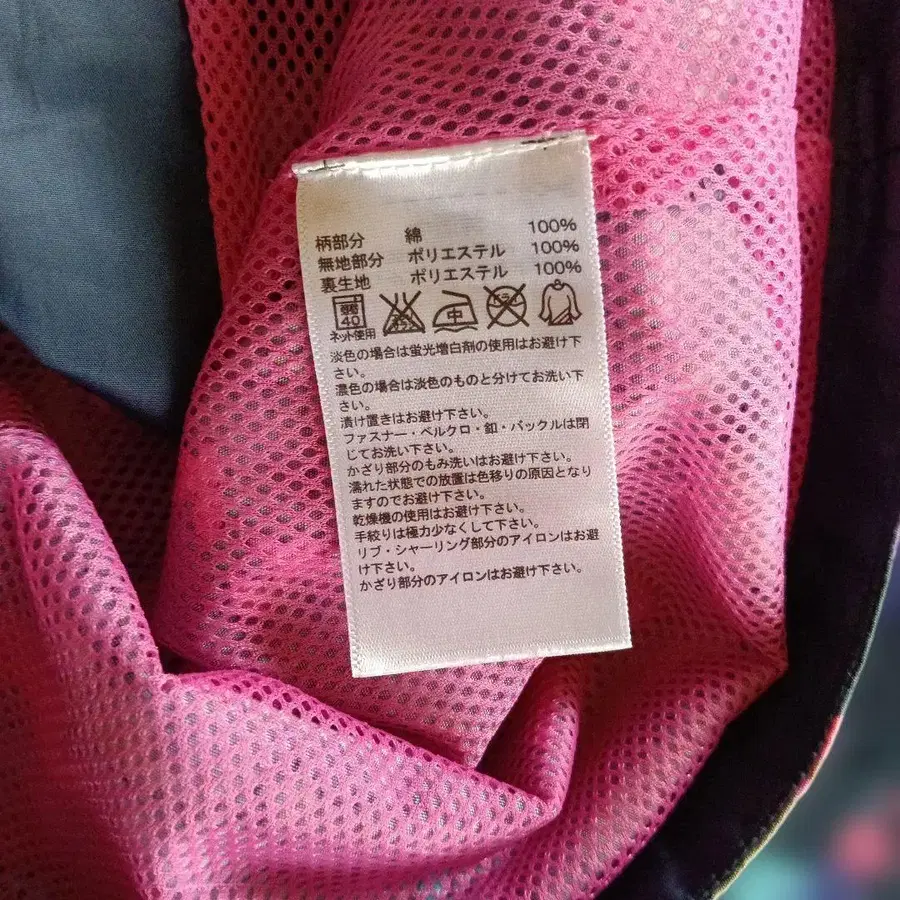 柄部分 綿 100%
無地部分 ポリエステル 100%
裏生地 ポリエステル 100%
弱 40 中
ネット使用
淡色の場合は蛍光増白剤の使用はお避け下
さい。
濃色の場合は淡色のものと分けてお洗い下
さい。
漬け置きはお避け下さい。
ファスナー・ベルクロ・釦・バックルは閉
じてお洗い下さい。
かざり部分のもみ洗いはお避け下さい。
濡れた状態での放置は色移りの原因となり
ますのでお避け下さい。
乾燥機の使用はお避け下さい。
手絞りは極力少なくして下さい。
リブ・シャーリング部分のアイロンはお避
け下さい。
かざり部分のアイロンはお避け下さい。